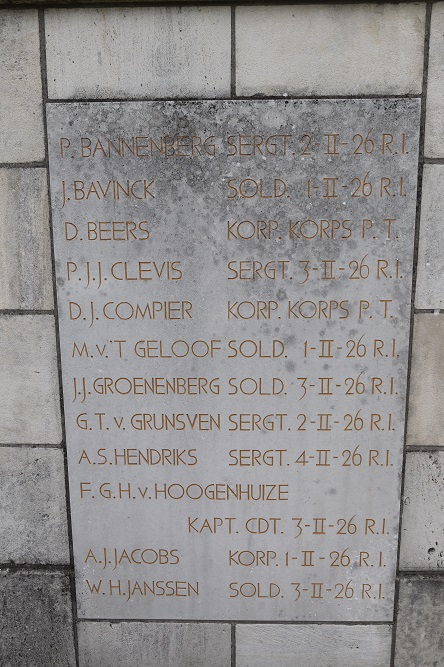 P. BANNENBERG SERGT. 2-II-26 R.I.
J. BAVINCK SOLD. 1-II-26 R.I.
D. BEERS KORP. KORPS P.T.
P.J.J. CLEVIS SERGT. 3-II-26 R.I.
D.J. COMPIER KORP. KORPS P.T.
M.v.'T GELOOF SOLD. 1-II-26 R.I.
J.J. GROENENBERG SOLD. 3-II-26 R.I.
G.T.v. GRUNSVEN SERGT. 2-II-26 R.I.
A.S. HENDRIKS SERGT. 4-II-26 R.I.
F.G.H.v. HOOGENHUIZE
KAPT. CDT. 3-II-26 R.I.
A.J. JACOBS KORP. 1-II-26 R.I.
W.H. JANSSEN SOLD. 3-II-26 R.I.